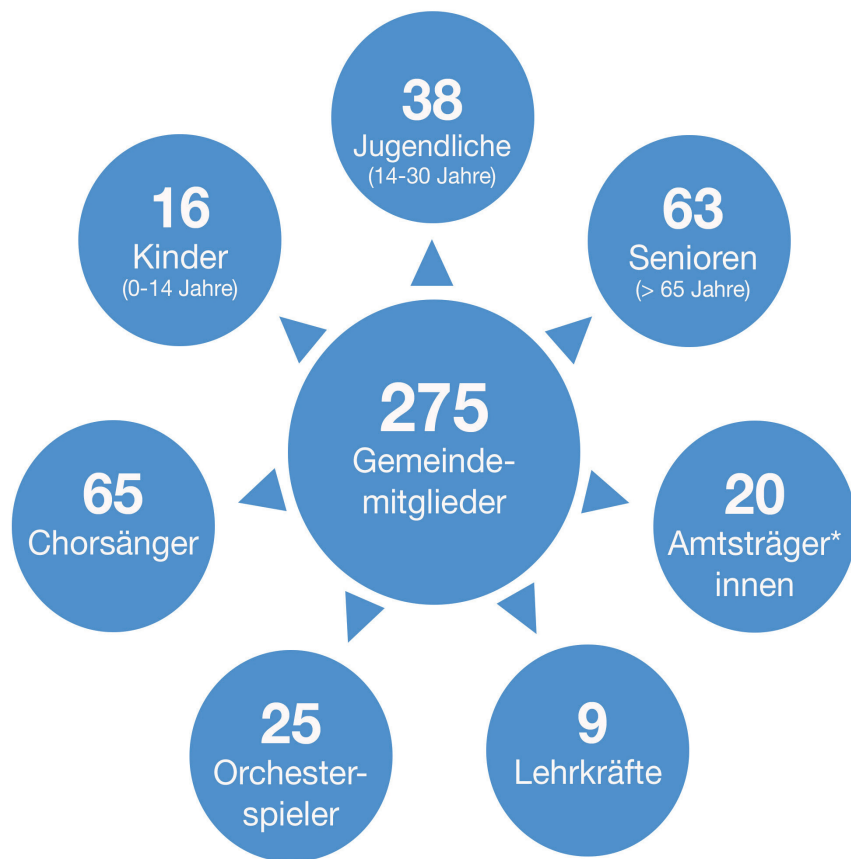 38
Jugendliche
(14-30 Jahre)
16
Kinder
(0-14 Jahre)
63
Senioren
(> 65 Jahre)
275
Gemeinde-
mitglieder
65
Chorsänger
20
Amtsträger*
innen
25
Orchester-
spieler
9
Lehrkräfte